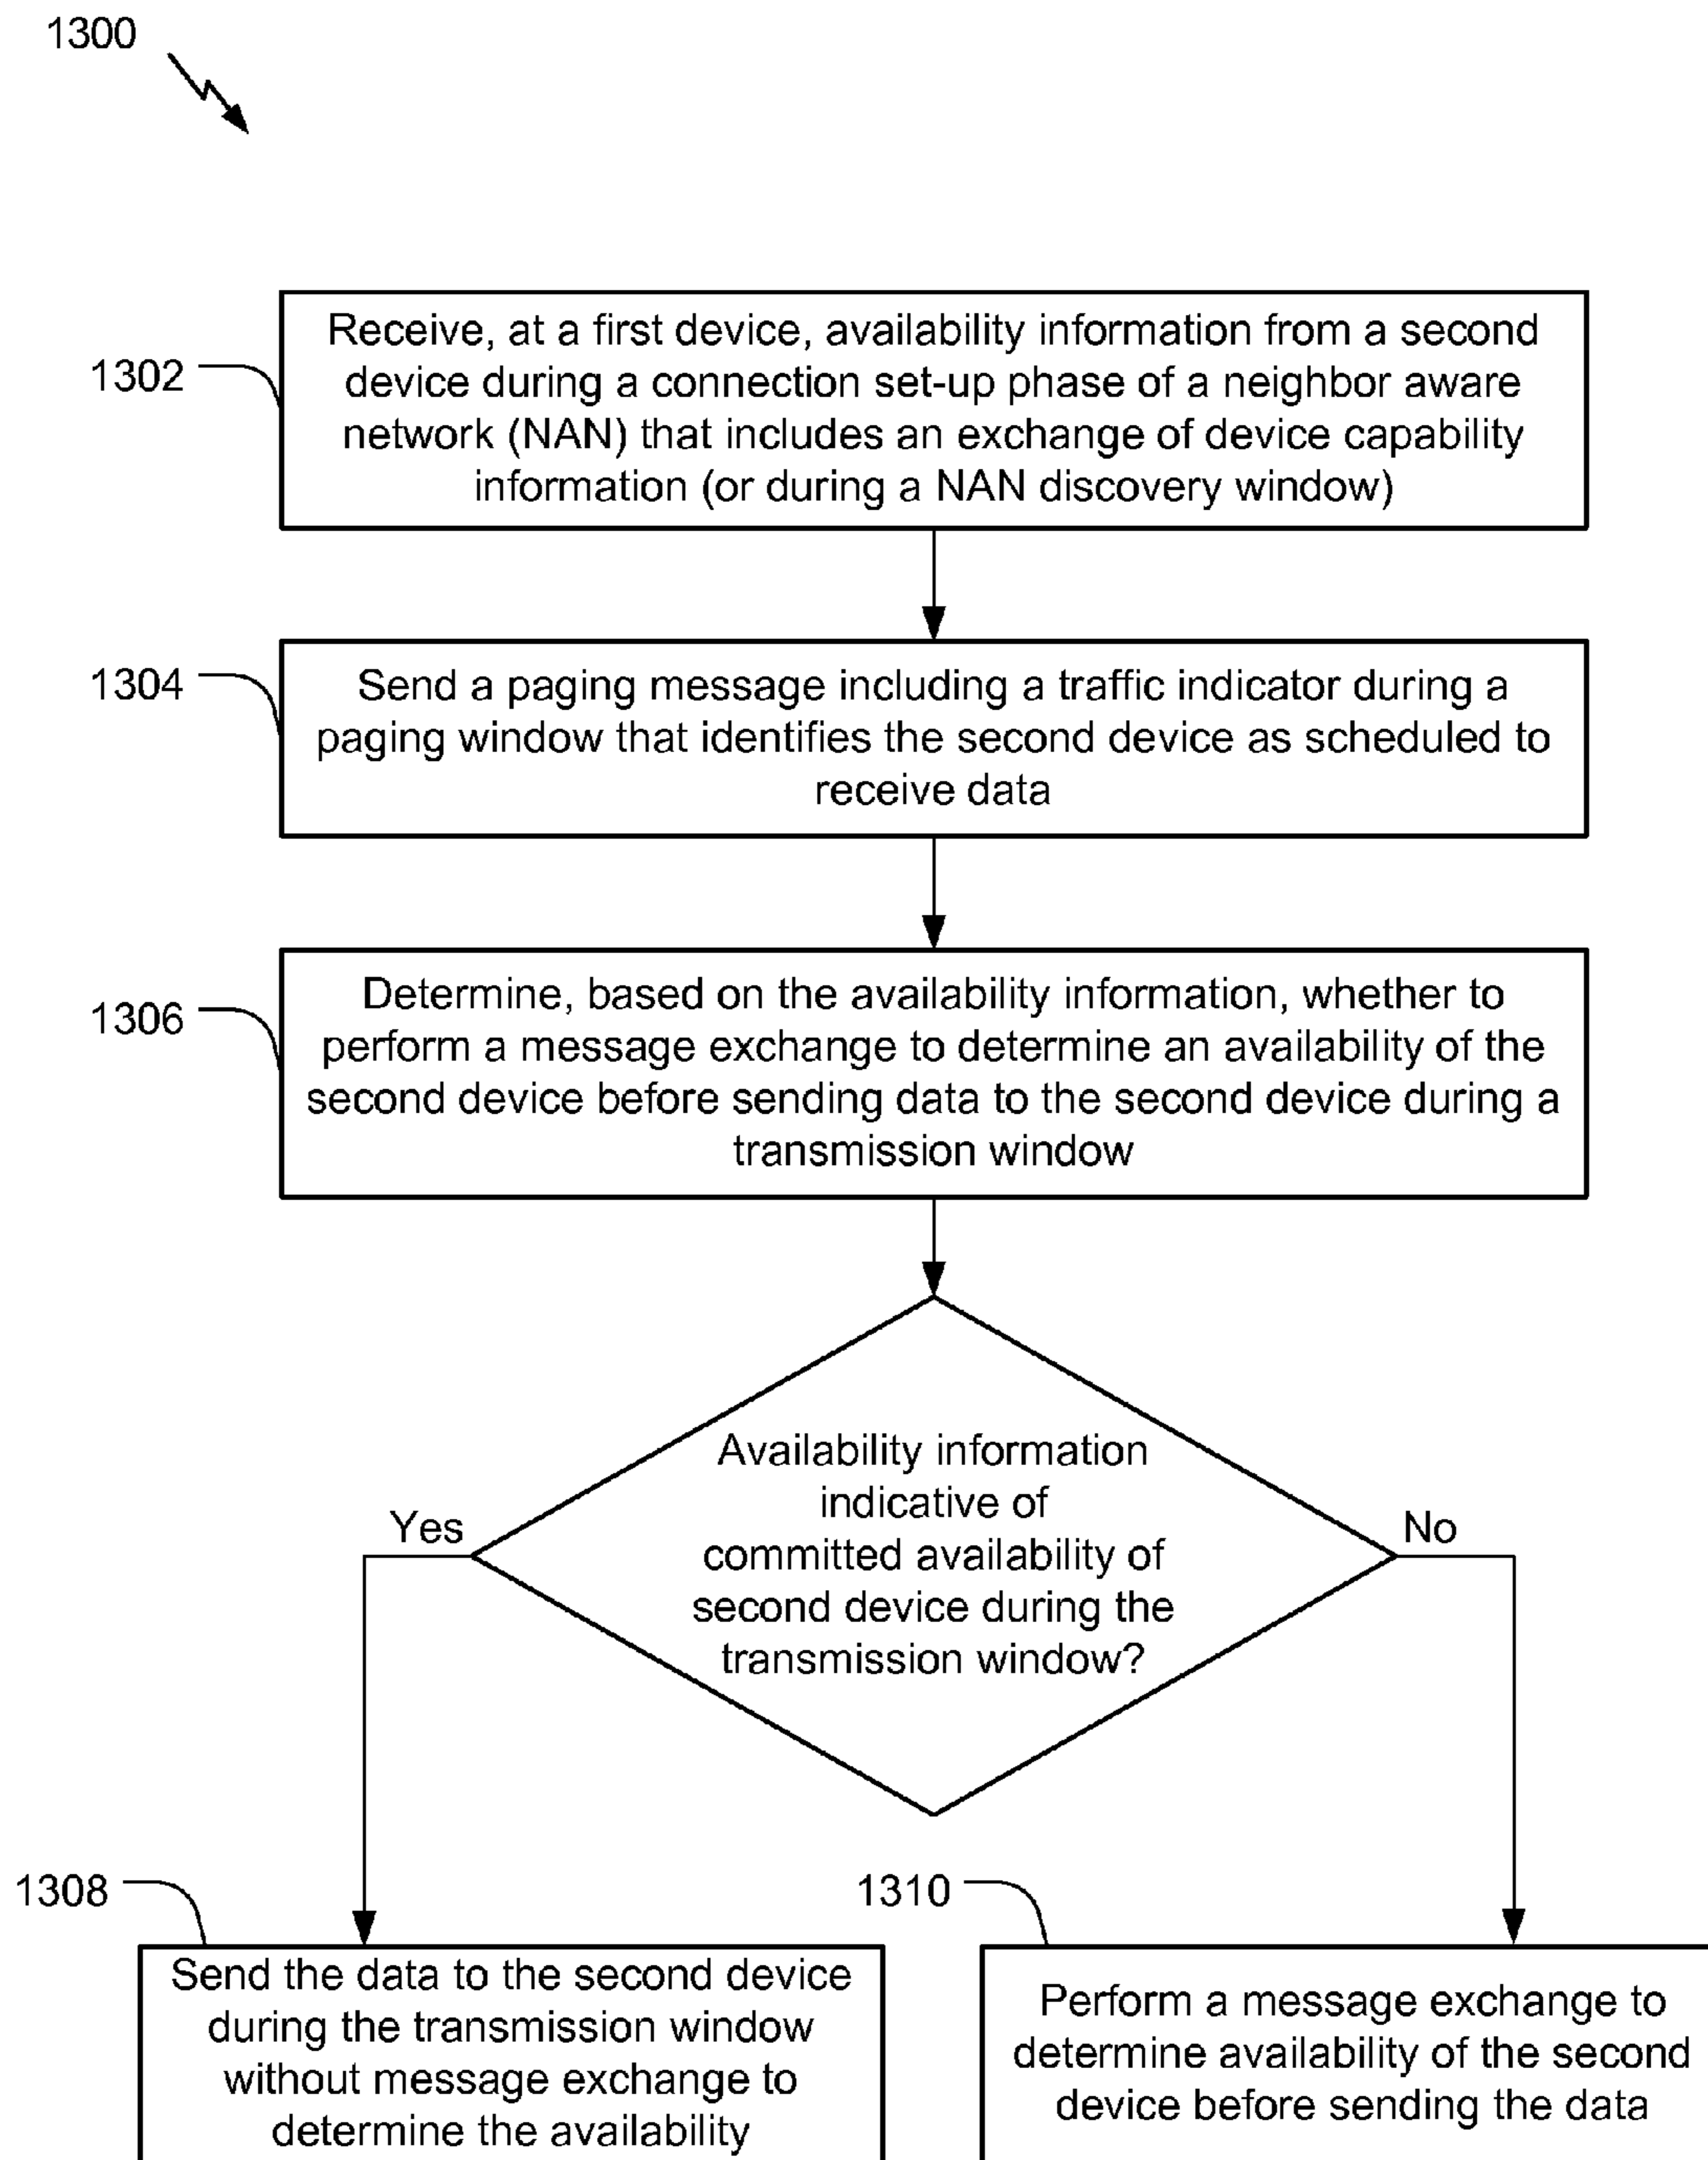 1300
1302
Receive, at a first device, availability information from a second
device during a connection set-up phase of a neighbor aware
network (NAN) that includes an exchange of device capability
information (or during a NAN discovery window)
1304
Send a paging message including a traffic indicator during a
paging window that identifies the second device as scheduled to
receive data
1306
Determine, based on the availability information, whether to
perform a message exchange to determine an availability of the
second device before sending data to the second device during a
transmission window
Availability information
indicative of
committed availability of
second device during the
transmission window?
Yes
No
1308
Send the data to the second device
during the transmission window
without message exchange to
determine the availability
1310
Perform a message exchange to
determine availability of the second
device before sending the data